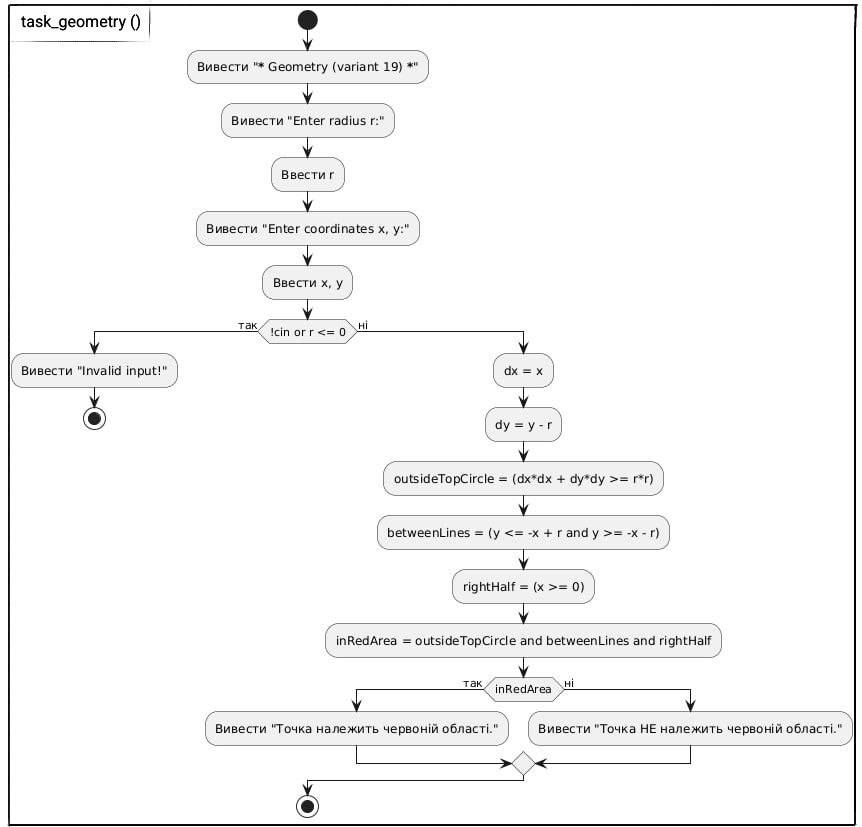 task_geometry ()
Вивести "* Geometry (variant 19) *"
Вивести "Enter radius r:"
Ввести r
Вивести "Enter coordinates x, y:"
Ввести x, y
так
!cin or r <= 0
ні
Вивести "Invalid input!"
dx = x
dy = y - r
outsideTopCircle = (dx*dx + dy*dy >= r*r)
betweenLines = (y <= -x + r and y >= -x - r)
rightHalf = (x >= 0)
inRedArea = outsideTopCircle and betweenLines and rightHalf
так
inRedArea
ні
Вивести "Точка належить червоній області."
Вивести "Точка НЕ належить червоній області."